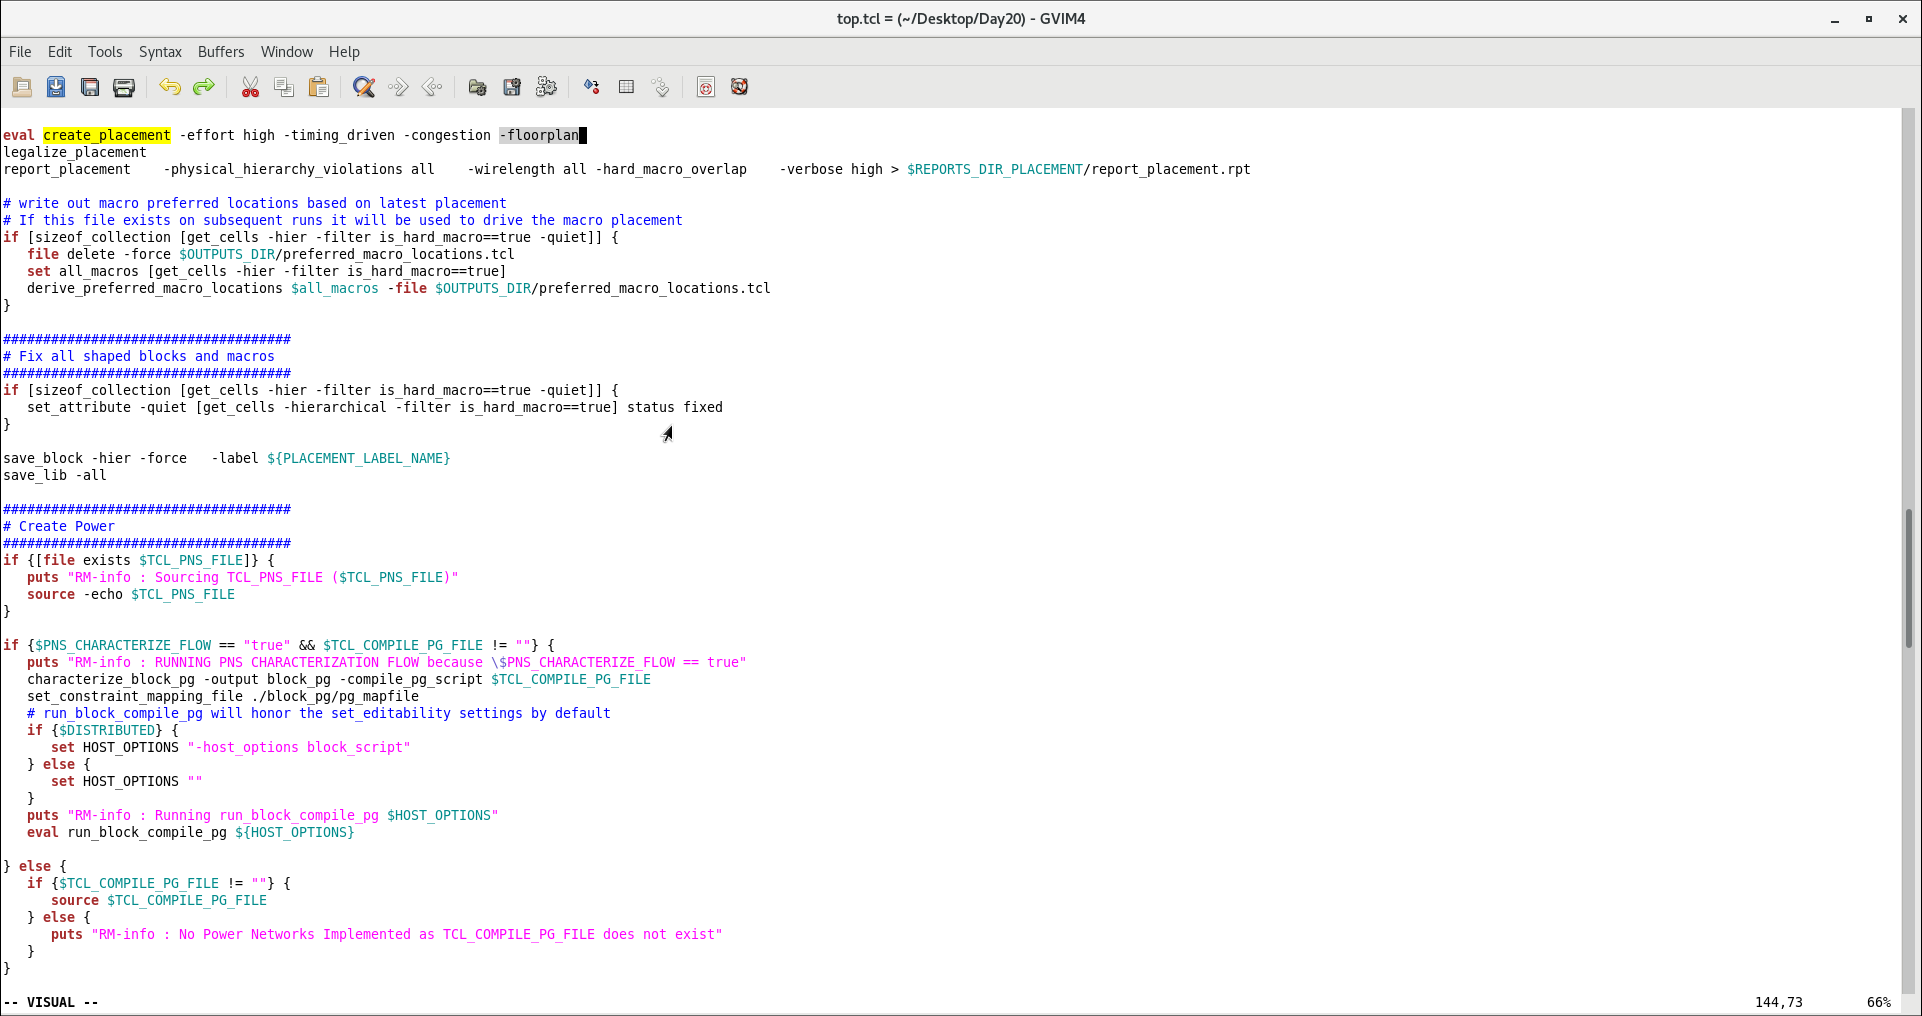 top.tcl = (~/Desktop/Day20) - GVIM4
File Edit Tools Syntax Buffers Window Help
eval create_placement -effort high -timing_driven -congestion -floorplan
legalize_placement
report_placement    -physical_hierarchy_violations all    -wirelength all -hard_macro_overlap    -verbose high > $REPORTS_DIR_PLACEMENT/report_placement.rpt

# write out macro preferred locations based on latest placement
# If this file exists on subsequent runs it will be used to drive the macro placement
if [sizeof_collection [get_cells -hier -filter is_hard_macro==true -quiet]] {
   file delete -force $OUTPUTS_DIR/preferred_macro_locations.tcl
   set all_macros [get_cells -hier -filter is_hard_macro==true]
   derive_preferred_macro_locations $all_macros -file $OUTPUTS_DIR/preferred_macro_locations.tcl
}

####################################
# Fix all shaped blocks and macros
####################################
if [sizeof_collection [get_cells -hier -filter is_hard_macro==true -quiet]] {
   set_attribute -quiet [get_cells -hierarchical -filter is_hard_macro==true] status fixed
}

save_block -hier -force   -label ${PLACEMENT_LABEL_NAME}
save_lib -all

####################################
# Create Power
####################################
if {[file exists $TCL_PNS_FILE]} {
   puts "RM-info : Sourcing TCL_PNS_FILE ($TCL_PNS_FILE)"
   source -echo $TCL_PNS_FILE
}

if {$PNS_CHARACTERIZE_FLOW == "true" && $TCL_COMPILE_PG_FILE != ""} {
   puts "RM-info : RUNNING PNS CHARACTERIZATION FLOW because \$PNS_CHARACTERIZE_FLOW == true"
   characterize_block_pg -output block_pg -compile_pg_script $TCL_COMPILE_PG_FILE
   set_constraint_mapping_file ./block_pg/pg_mapfile
   # run_block_compile_pg will honor the set_editability settings by default
   if {$DISTRIBUTED} {
      set HOST_OPTIONS "-host_options block_script"
   } else {
      set HOST_OPTIONS ""
   }
   puts "RM-info : Running run_block_compile_pg $HOST_OPTIONS"
   eval run_block_compile_pg ${HOST_OPTIONS}

} else {
   if {$TCL_COMPILE_PG_FILE != ""} {
      source $TCL_COMPILE_PG_FILE
   } else {
      puts "RM-info : No Power Networks Implemented as TCL_COMPILE_PG_FILE does not exist"
   }
}
-- VISUAL -- 144,73 66%